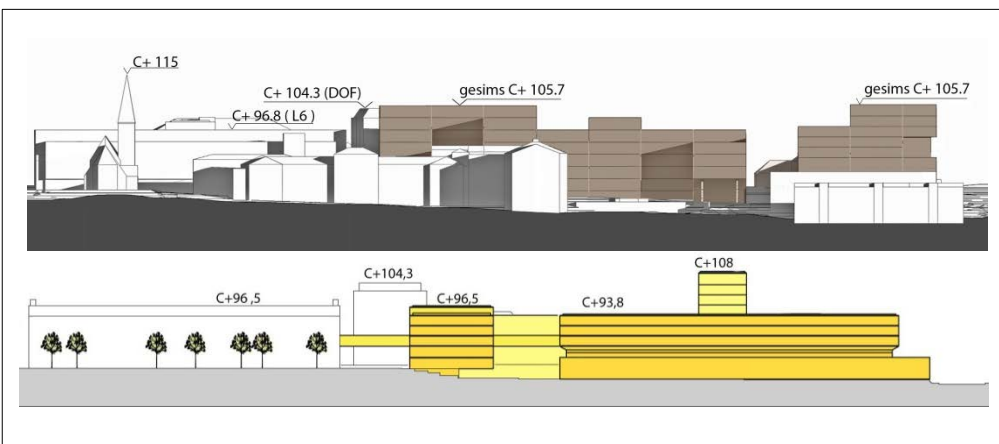 C+ 115
C+ 104.3 (DOF)
gesims C+ 105.7
gesims C+ 105.7
C+ 96.8 ( L6 )
C+108
C+104,3
C+96 ,5
C+96,5
C+93,8